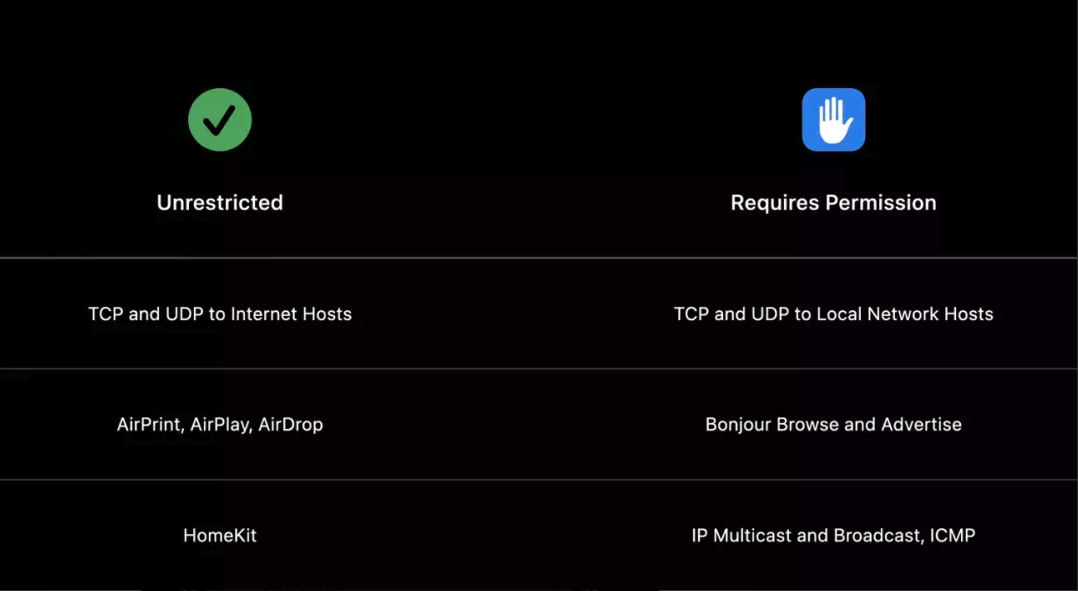 Unrestricted
Requires Permission
TCP and UDP to Internet Hosts
TCP and UDP to Local Network Hosts
AirPrint, AirPlay, AirDrop
Bonjour Browse and Advertise
HomeKit
IP Multicast and Broadcast, ICMP